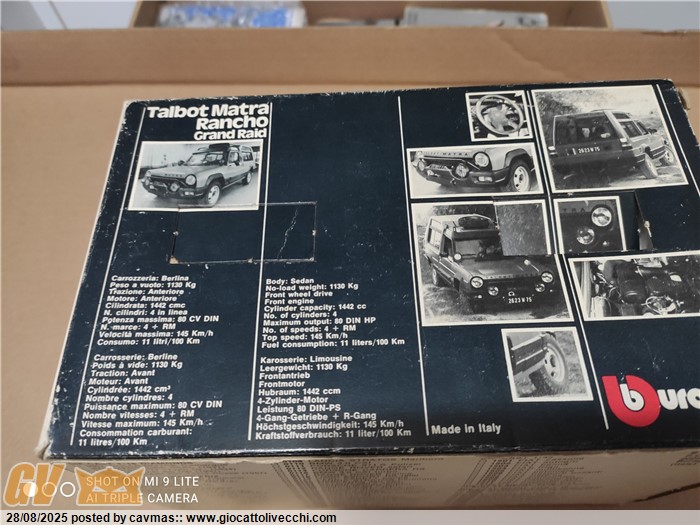 Talbot Matra
Rancho
Grand Raid
Carrozzeria: Berlina
Peso a vuoto: 1130 Kg
Trazione: Anteriore
Motore: Anteriore
Cilindrata: 1442 cmc
N. cilindri: 4 in linea
Potenza massima: 80 CV DIN
N. marce: 4 + RM
Velocità massima: 145 Km/h
Consumo: 11 litri/100 Km
Body: Sedan
No-load weight: 1130 Kg
Front wheel drive
Front engine
Cylinder capacity: 1442 cc
No. of cylinders: 4
Maximum output: 80 DIN HP
No. of speeds: 4 + RM
Top speed: 145 Km/h
Fuel consumption: 11 liters/100 Km
Carrosserie: Berline
Poids à vide: 1130 Kg
Traction: Avant
Moteur: Avant
Cylindrée: 1442 cm³
Nombre cylindres: 4
Puissance maximum: 80 CV DIN
Nombre vitesses: 4 + RM
Vitesse maximum: 145 Km/h
Consommation carburant:
11 litres/100 Km
Karosserie: Limousine
Leergewicht: 1130 Kg
Frontantrieb
Frontmotor
Hubraum: 1442 ccm
4-Zylinder-Motor
Leistung 80 DIN-PS
4-Gang-Getriebe + R-Gang
Höchstgeschwindigkeit: 145 Km/h
Kraftstoffverbrauch: 11 liter/100 Km
2623 W 75
2623 W 75
Made in Italy
bura
GV
SHOT ON MI 9 LITE
AI TRIPLE CAMERA
28/08/2025 posted by cavmas:: www.giocattolivecchi.com